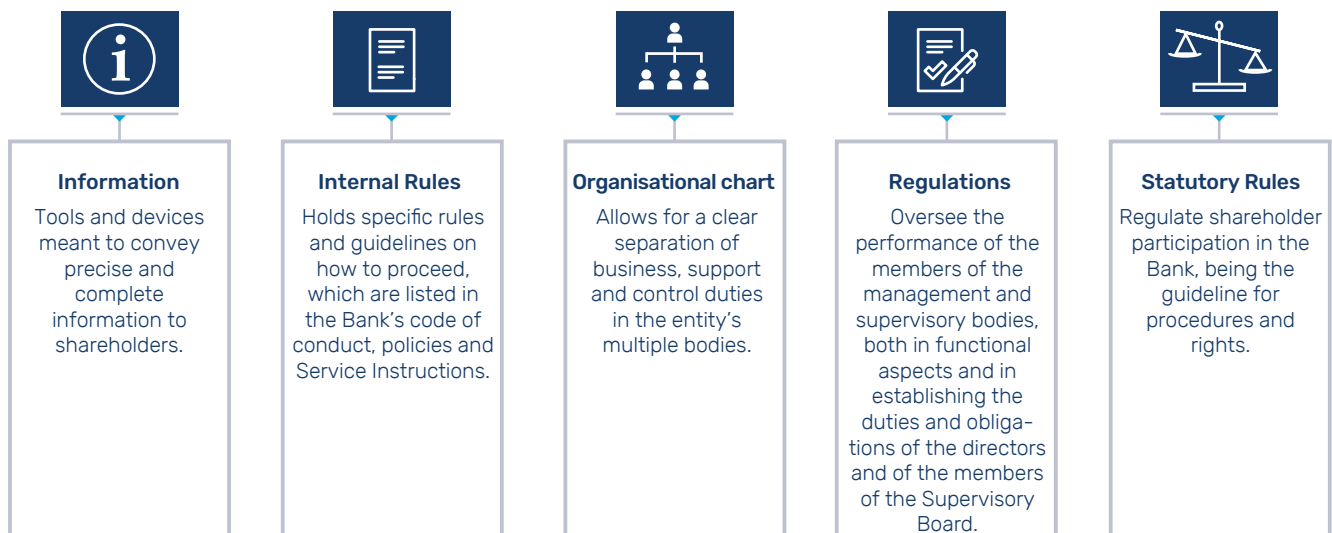 Information
Tools and devices
meant to convey
precise and
complete
information to
shareholders.
Internal Rules
Holds specific rules
and guidelines on
how to proceed,
which are listed in
the Bank's code of
conduct, policies and
Service Instructions.
Organisational chart
Allows for a clear
separation of
business, support
and control duties
in the entity's
multiple bodies.
Regulations
Oversee the
performance of the
members of the
management and
supervisory bodies,
both in functional
aspects and in
establishing the
duties and obliga-
tions of the directors
and of the members
of the Supervisory
Board.
Statutory Rules
Regulate shareholder
participation in the
Bank, being the
guideline for
procedures and
rights.